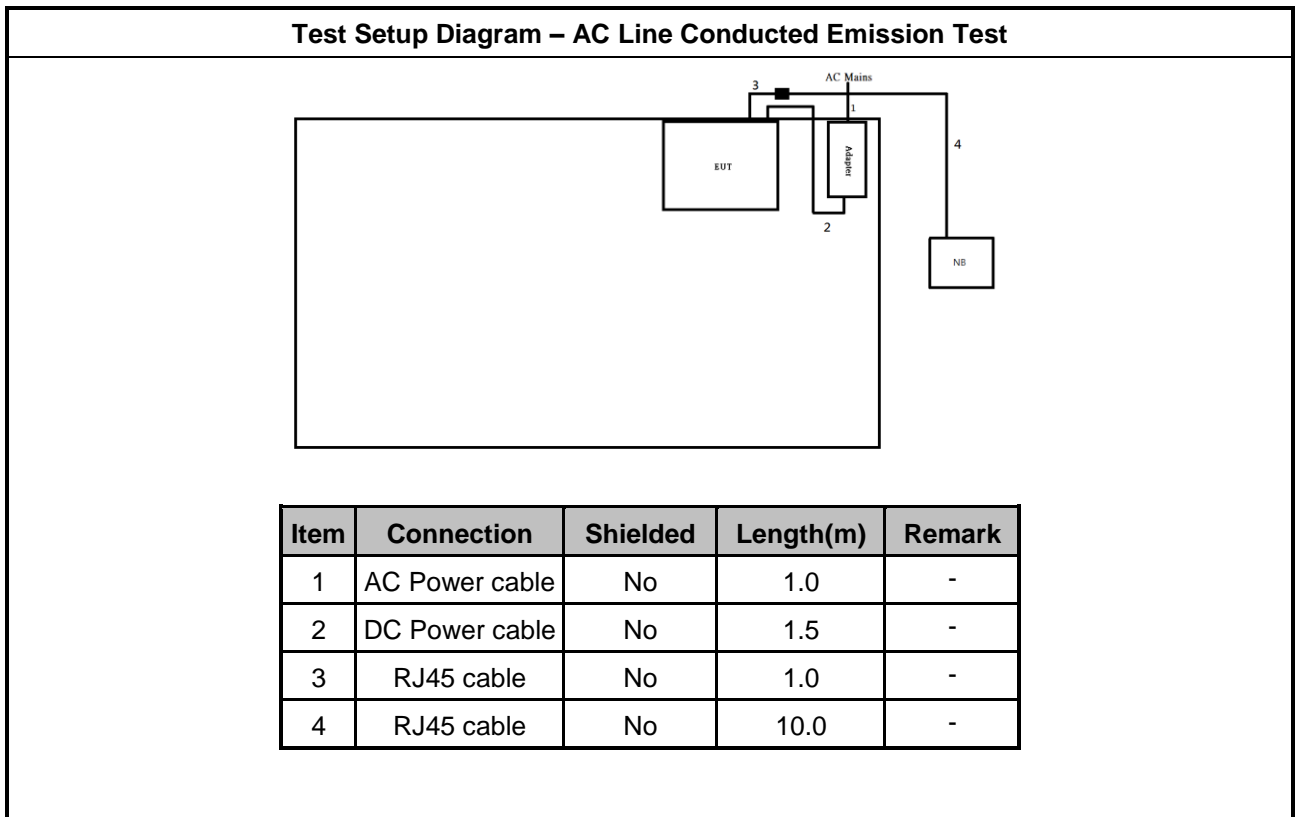 Test Setup Diagram – AC Line Conducted Emission Test
AC Mains
3
1
4
EUT
Adapter
2
NB
Item Connection Shielded Length(m) Remark
1 AC Power cable No 1.0 -
2 DC Power cable No 1.5 -
3 RJ45 cable No 1.0 -
4 RJ45 cable No 10.0 -